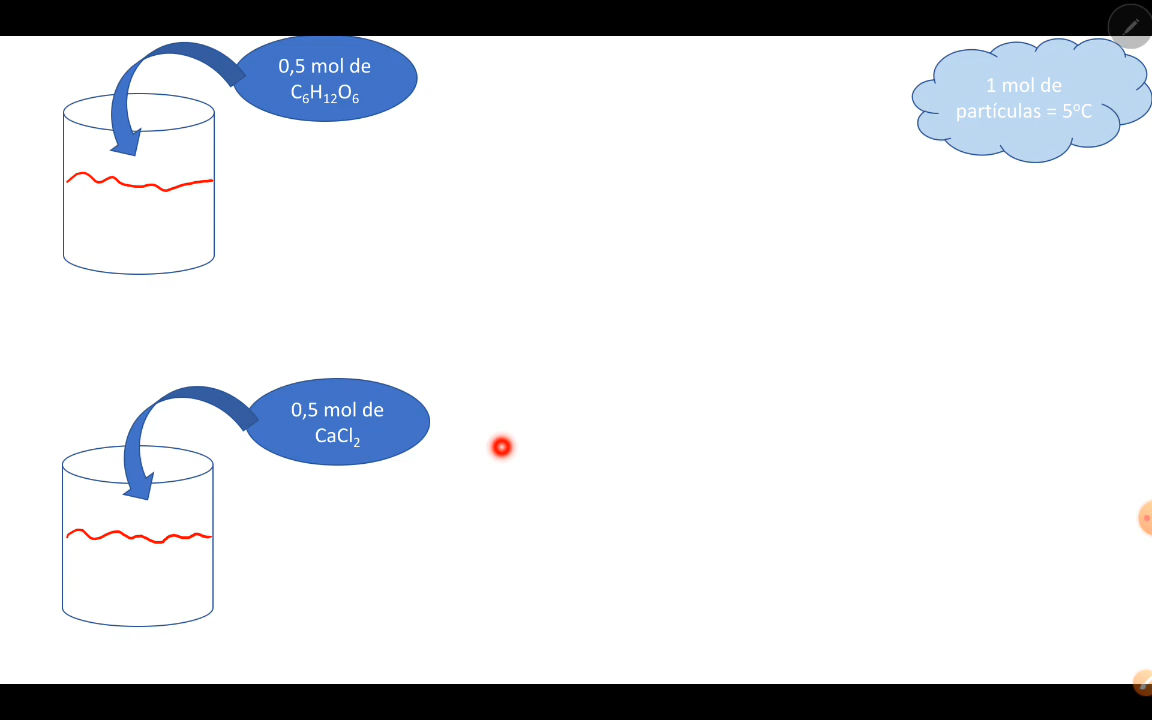 0,5 mol de
C₆H₁₂O₆
1 mol de
partículas = 5ºC
0,5 mol de
CaCl₂